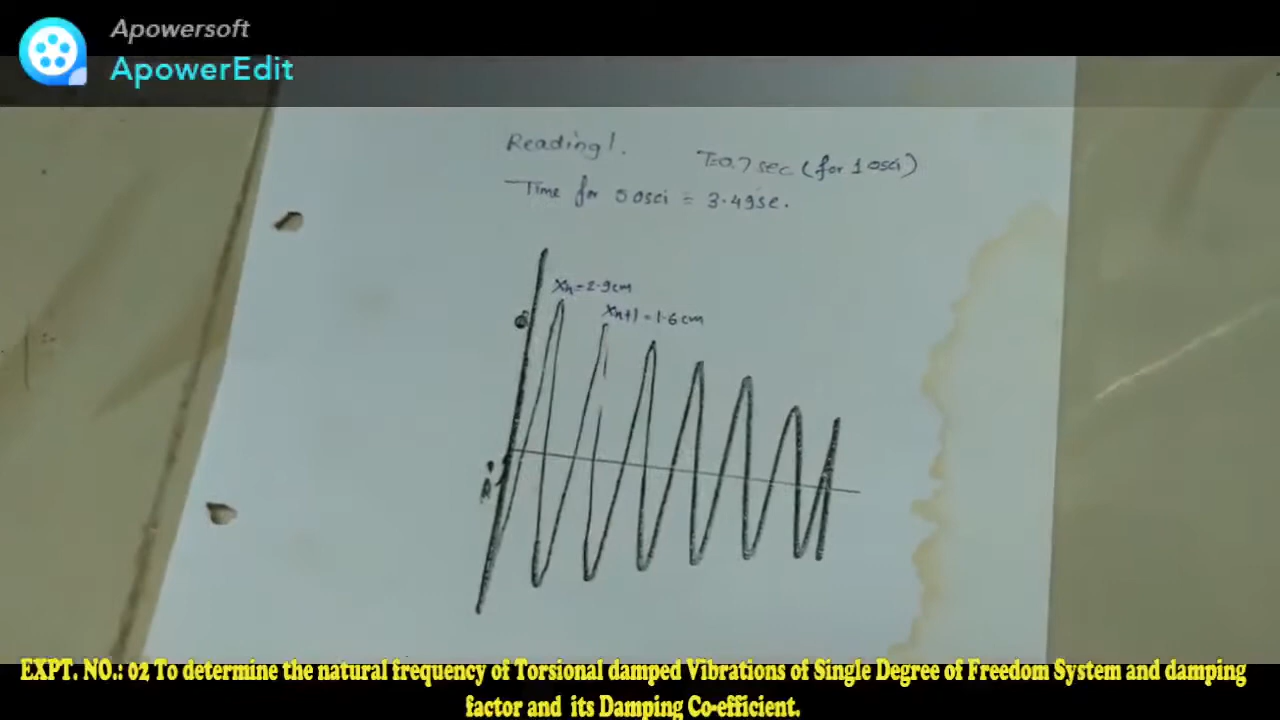 Apowersoft
ApowerEdit
Reading 1.
T=0.7 sec (for 1 osci)
Time for 5 osci = 3.49 se.
Xn=2.9cm
Xn+1=1.6cm
EXPT. NO.: 02 To determine the natural frequency of Torsional damped Vibrations of Single Degree of Freedom System and damping
factor and its Damping Co-efficient.